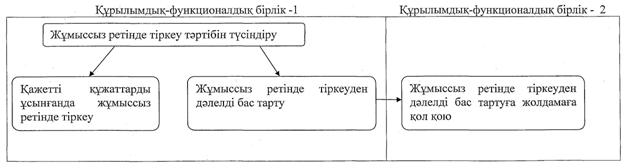 Құрылымдық-функционалдық бірлік -1
Құрылымдық-функционалдық бірлік - 2
Жұмыссыз ретінде тіркеу тәртібін түсіндіру
Қажетті құжаттарды
ұсынғанда жұмыссыз
ретінде тіркеу
Жұмыссыз ретінде тіркеуден
дәлелді бас тарту
Жұмыссыз ретінде тіркеуден
дәлелді бас тартуға жолдамаға
қол қою